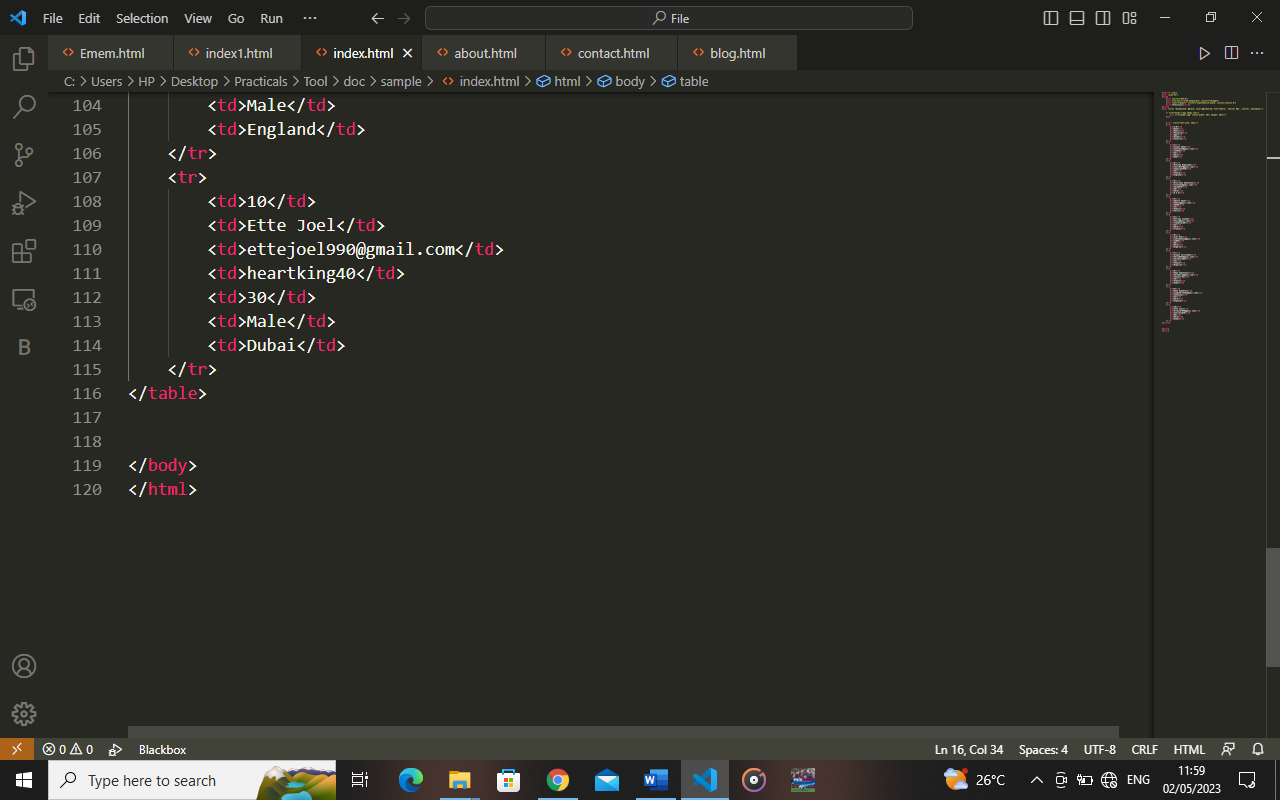 File Edit Selection View Go Run ··· File
Emem.html index1.html index.html about.html contact.html blog.html
C: > Users > HP > Desktop > Practicals > Tool > doc > sample > index.html > html > body > table
104 <td>Male</td>
105 <td>England</td>
106 </tr>
107 <tr>
108 <td>10</td>
109 <td>Ette Joel</td>
110 <td>ettejoel990@gmail.com</td>
111 <td>heartking40</td>
112 <td>30</td>
113 <td>Male</td>
114 <td>Dubai</td>
115 </tr>
116 </table>
117
118
119 </body>
120 </html>
B
0 0 Blackbox Ln 16, Col 34 Spaces: 4 UTF-8 CRLF HTML
Type here to search 26°C ENG 11:59
02/05/2023